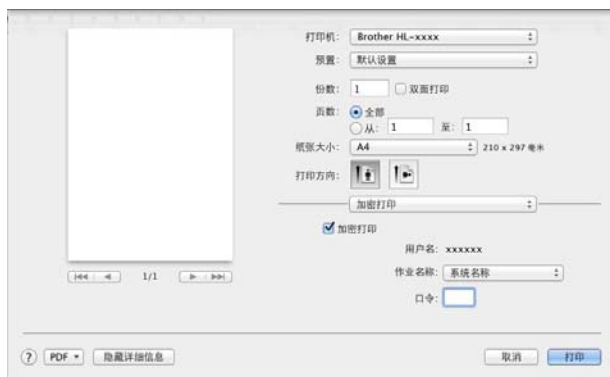 打印机: Brother HL-xxxx
预置: 默认设置
份数: 1 双面打印
页数: 全部
从: 1 至: 1
纸张大小: A4 210 x 297 毫米
打印方向:
加密打印
加密打印
用户名: xxxxxx
作业名称: 系统名称
口令:
1/1
? PDF 隐藏详细信息 取消 打印